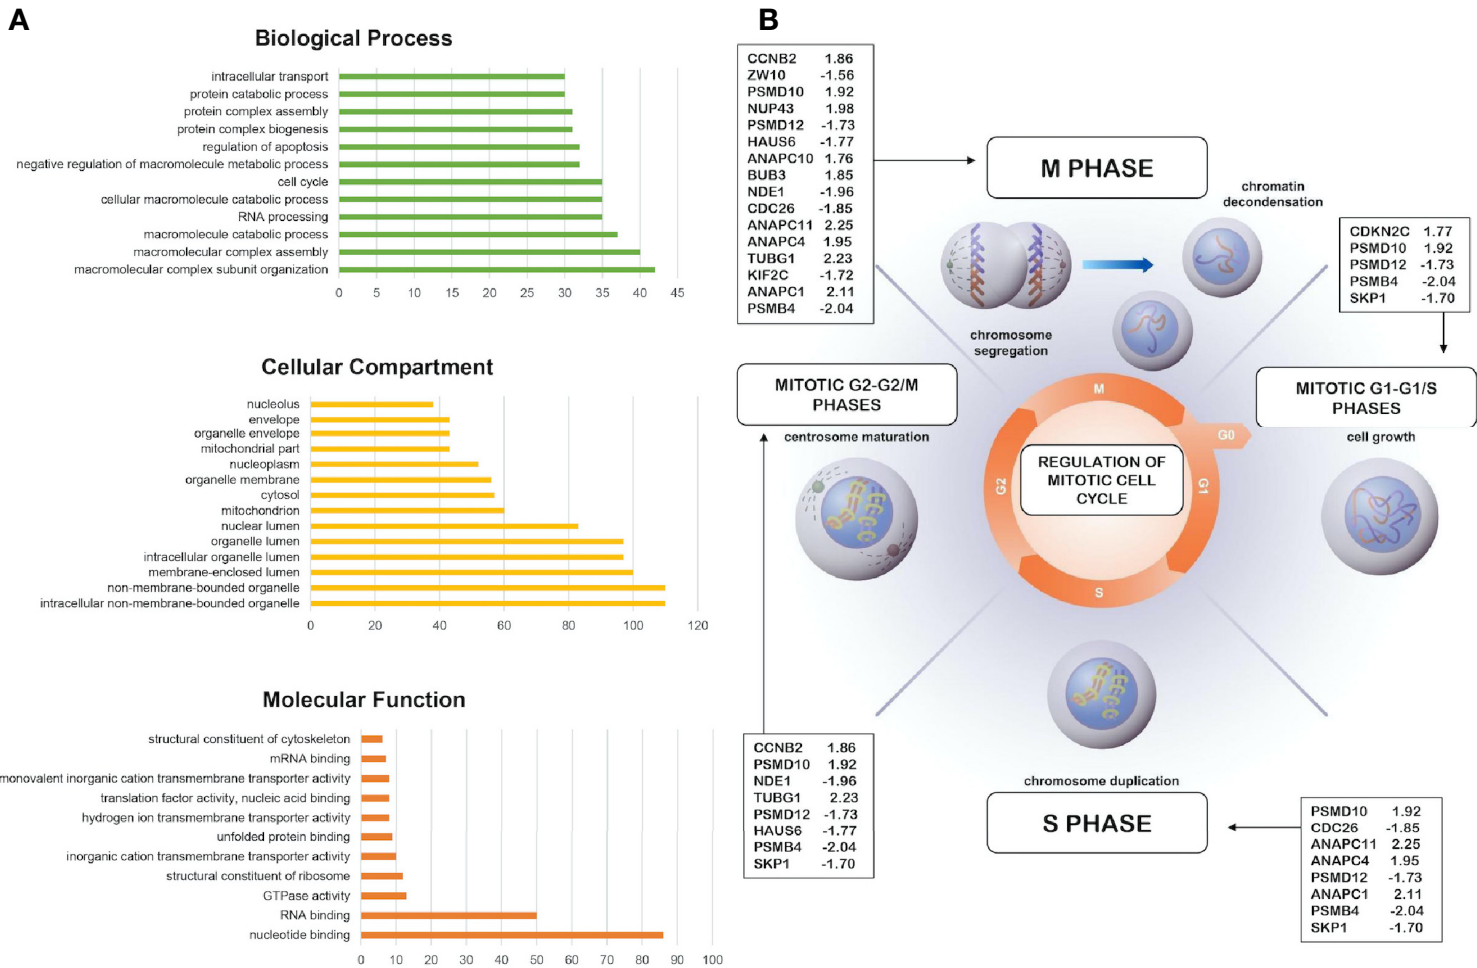 A
Biological Process
intracellular transport
protein catabolic process
protein complex assembly
protein complex biogenesis
regulation of apoptosis
negative regulation of macromolecule metabolic process
cell cycle
cellular macromolecule catabolic process
RNA processing
macromolecule catabolic process
macromolecular complex assembly
macromolecular complex subunit organization
0 5 10 15 20 25 30 35 40 45
Cellular Compartment
nucleolus
envelope
organelle envelope
mitochondrial part
nucleoplasm
organelle membrane
cytosol
mitochondrion
nuclear lumen
organelle lumen
intracellular organelle lumen
membrane-enclosed lumen
non-membrane-bounded organelle
intracellular non-membrane-bounded organelle
0 20 40 60 80 100 120
Molecular Function
structural constituent of cytoskeleton
mRNA binding
monovalent inorganic cation transmembrane transporter activity
translation factor activity, nucleic acid binding
hydrogen ion transmembrane transporter activity
unfolded protein binding
inorganic cation transmembrane transporter activity
structural constituent of ribosome
GTPase activity
RNA binding
nucleotide binding
0 10 20 30 40 50 60 70 80 90 100
B
CCNB2 1.86
ZW10 -1.56
PSMD10 1.92
NUP43 1.98
PSMD12 -1.73
HAUS6 -1.77
ANAPC10 1.76
BUB3 1.85
NDE1 -1.96
CDC26 -1.85
ANAPC11 2.25
ANAPC4 1.95
TUBG1 2.23
KIF2C -1.72
ANAPC1 2.11
PSMB4 -2.04
M PHASE
chromatin
decondensation
chromosome
segregation
CDKN2C 1.77
PSMD10 1.92
PSMD12 -1.73
PSMB4 -2.04
SKP1 -1.70
MITOTIC G2-G2/M
PHASES
centrosome maturation
MITOTIC G1-G1/S
PHASES
cell growth
M
G0
G1
S
G2
REGULATION OF
MITOTIC CELL
CYCLE
CCNB2 1.86
PSMD10 1.92
NDE1 -1.96
TUBG1 2.23
PSMD12 -1.73
HAUS6 -1.77
PSMB4 -2.04
SKP1 -1.70
chromosome duplication
S PHASE
PSMD10 1.92
CDC26 -1.85
ANAPC11 2.25
ANAPC4 1.95
PSMD12 -1.73
ANAPC1 2.11
PSMB4 -2.04
SKP1 -1.70